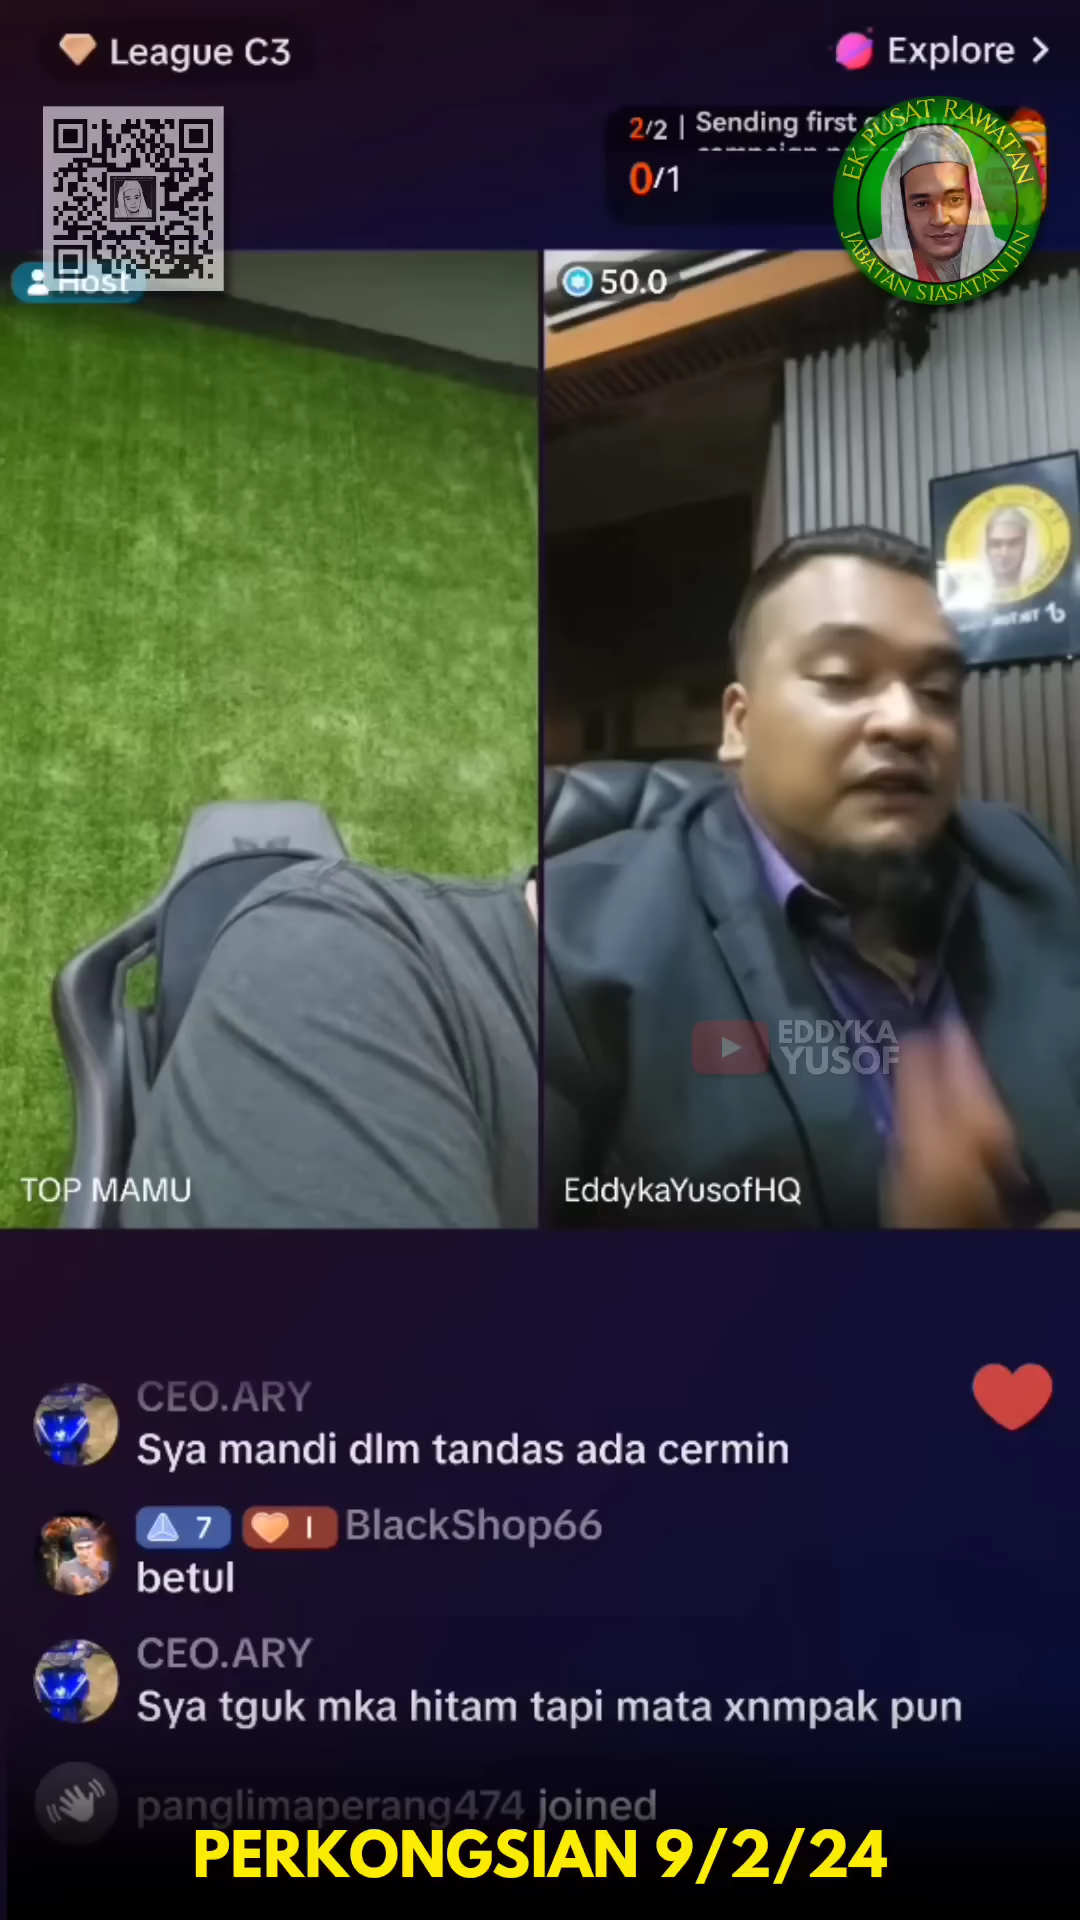 League C3
Explore
2/2 | Sending first
0/1
EK PUSAT RAWATAN
JABATAN SIASATAN JIN
Host
50.0
EDDYKA
YUSOF
TOP MAMU
EddykaYusofHQ
CEO.ARY
Sya mandi dlm tandas ada cermin
7 I BlackShop66
betul
CEO.ARY
Sya tguk mka hitam tapi mata xnmpak pun
panglimaperang474 joined
PERKONGSIAN 9/2/24